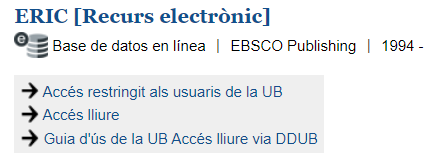 ERIC [Recurs electrònic]
e Base de datos en línea | EBSCO Publishing | 1994 -
Accés restringit als usuaris de la UB
Accés lliure
Guia d'ús de la UB Accés lliure via DDUB